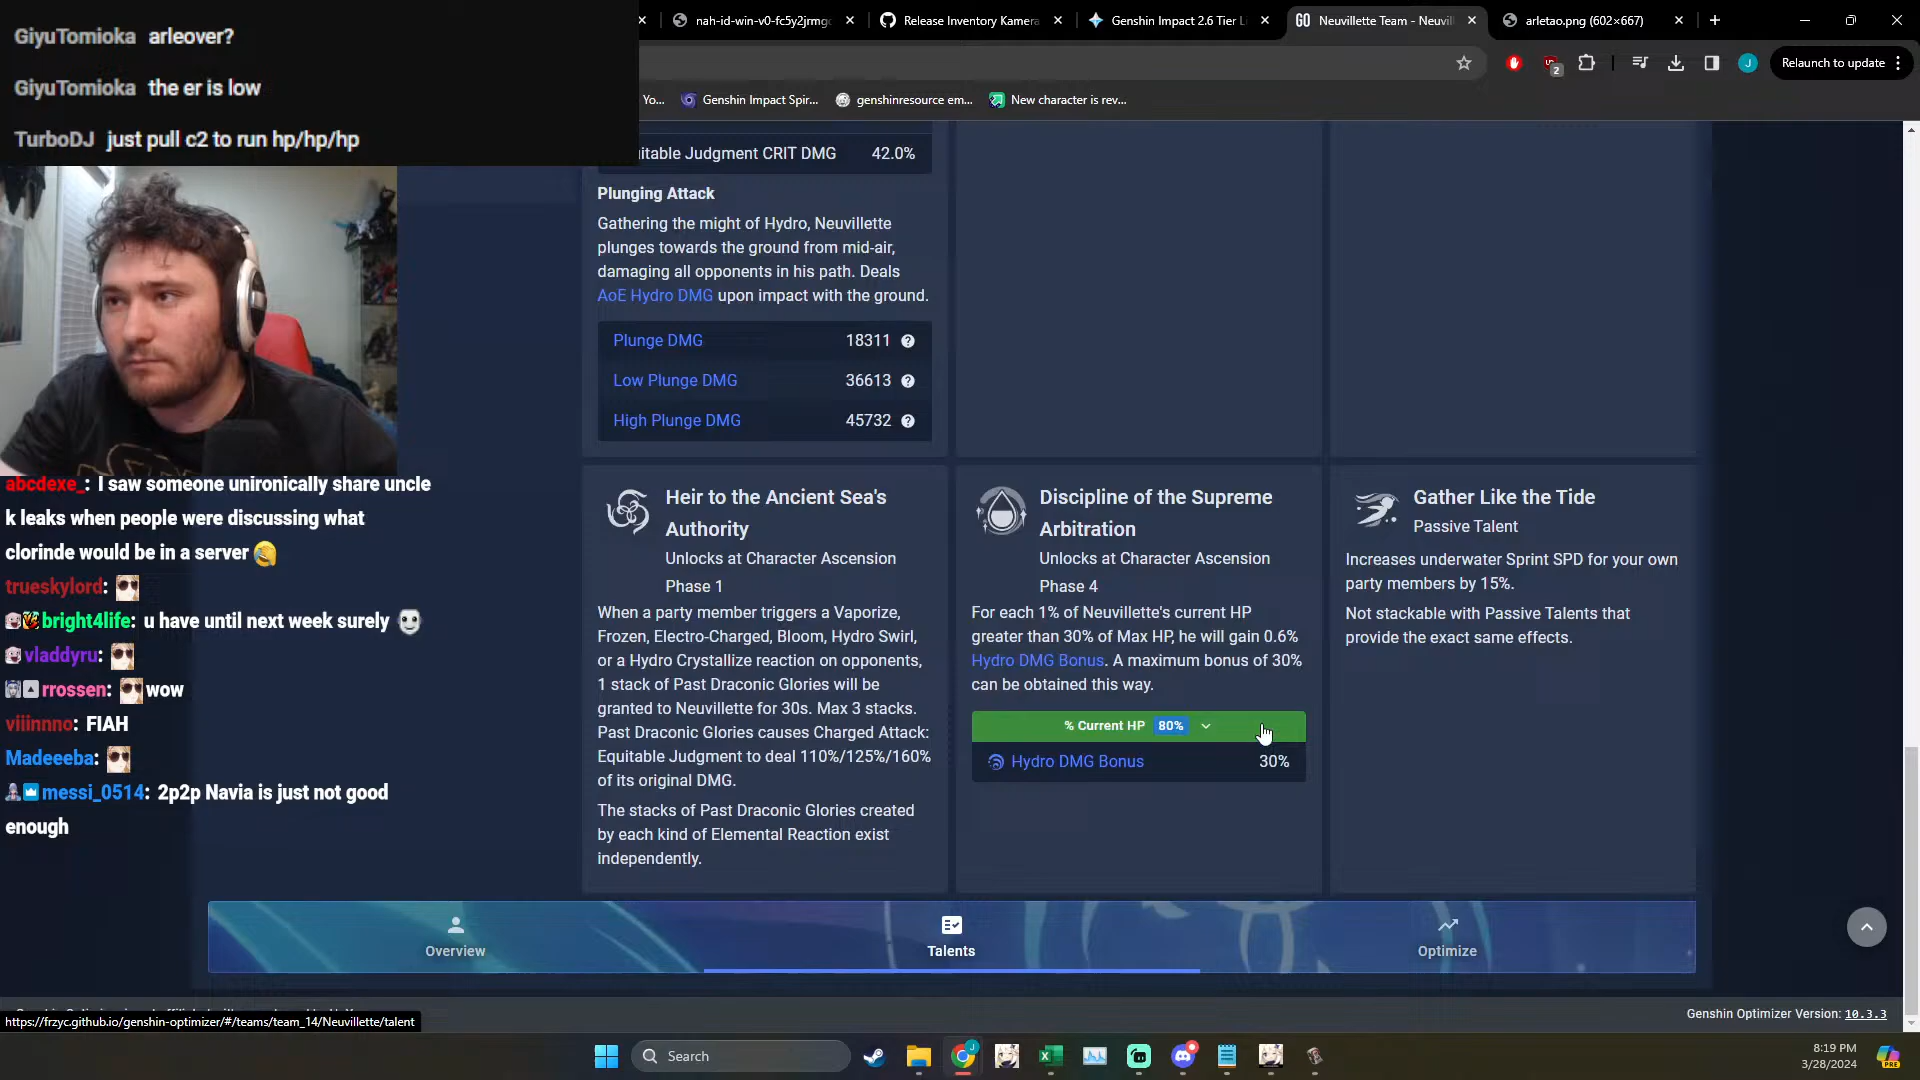 GiyuTomioka arleover?
GiyuTomioka the er is low
TurboDJ just pull c2 to run hp/hp/hp
nah-id-win-v0-fc5y2jrmg
Release Inventory Kamera
Genshin Impact 2.6 Tier Li
Neuvillette Team - Neuvil
arletao.png (602×667)
Relaunch to update
2
J
Yo...
Genshin Impact Spir...
genshinresource em...
New character is rev...
itable Judgment CRIT DMG 42.0%
Plunging Attack
Gathering the might of Hydro, Neuvillette
plunges towards the ground from mid-air,
damaging all opponents in his path. Deals
AoE Hydro DMG upon impact with the ground.
Plunge DMG 18311
Low Plunge DMG 36613
High Plunge DMG 45732
abcdexe_: I saw someone unironically share uncle
k leaks when people were discussing what
clorinde would be in a server
trueskylord:
bright4life: u have until next week surely
vladdyru:
rrossen: wow
viiinnno: FIAH
Madeeeba:
messi_0514: 2p2p Navia is just not good
enough
Heir to the Ancient Sea's
Authority
Unlocks at Character Ascension
Phase 1
When a party member triggers a Vaporize,
Frozen, Electro-Charged, Bloom, Hydro Swirl,
or a Hydro Crystallize reaction on opponents,
1 stack of Past Draconic Glories will be
granted to Neuvillette for 30s. Max 3 stacks.
Past Draconic Glories causes Charged Attack:
Equitable Judgment to deal 110%/125%/160%
of its original DMG.
The stacks of Past Draconic Glories created
by each kind of Elemental Reaction exist
independently.
Discipline of the Supreme
Arbitration
Unlocks at Character Ascension
Phase 4
For each 1% of Neuvillette's current HP
greater than 30% of Max HP, he will gain 0.6%
Hydro DMG Bonus. A maximum bonus of 30%
can be obtained this way.
% Current HP 80%
Hydro DMG Bonus 30%
Gather Like the Tide
Passive Talent
Increases underwater Sprint SPD for your own
party members by 15%.
Not stackable with Passive Talents that
provide the exact same effects.
Overview
Talents
Optimize
https://frzyc.github.io/genshin-optimizer/#/teams/team_14/Neuvillette/talent
Genshin Optimizer Version: 10.3.3
Search
8:19 PM
3/28/2024
PRE